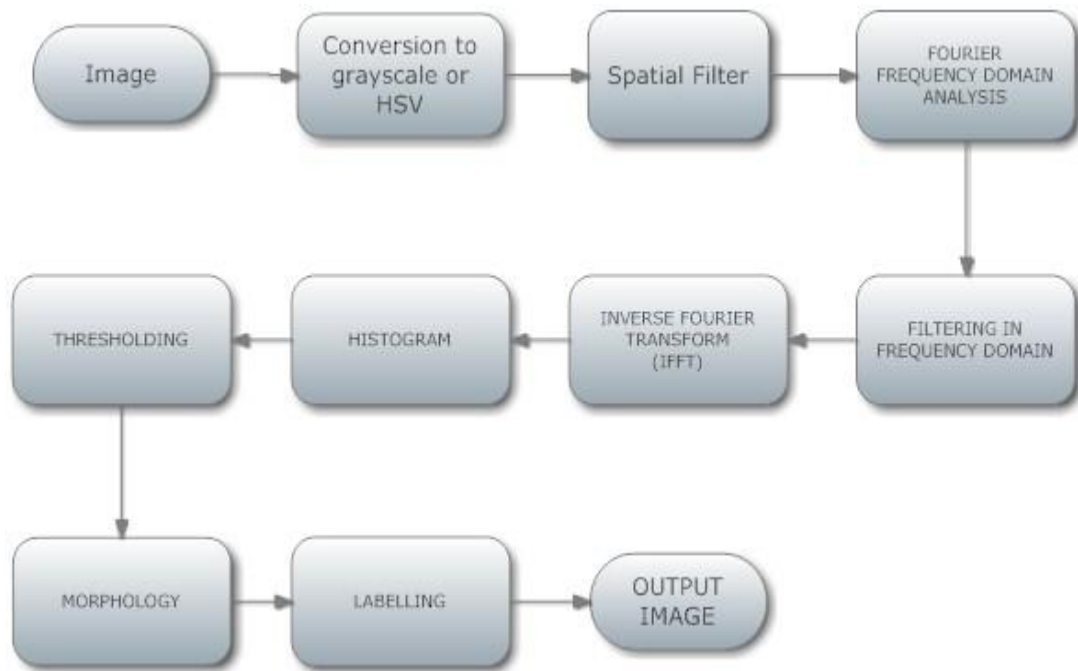 Image
Conversion to
grayscale or
HSV
Spatial Filter
FOURIER
FREQUENCY DOMAIN
ANALYSIS
FILTERING IN
FREQUENCY DOMAIN
INVERSE FOURIER
TRANSFORM
(IFFT)
HISTOGRAM
THRESHOLDING
MORPHOLOGY
LABELLING
OUTPUT
IMAGE